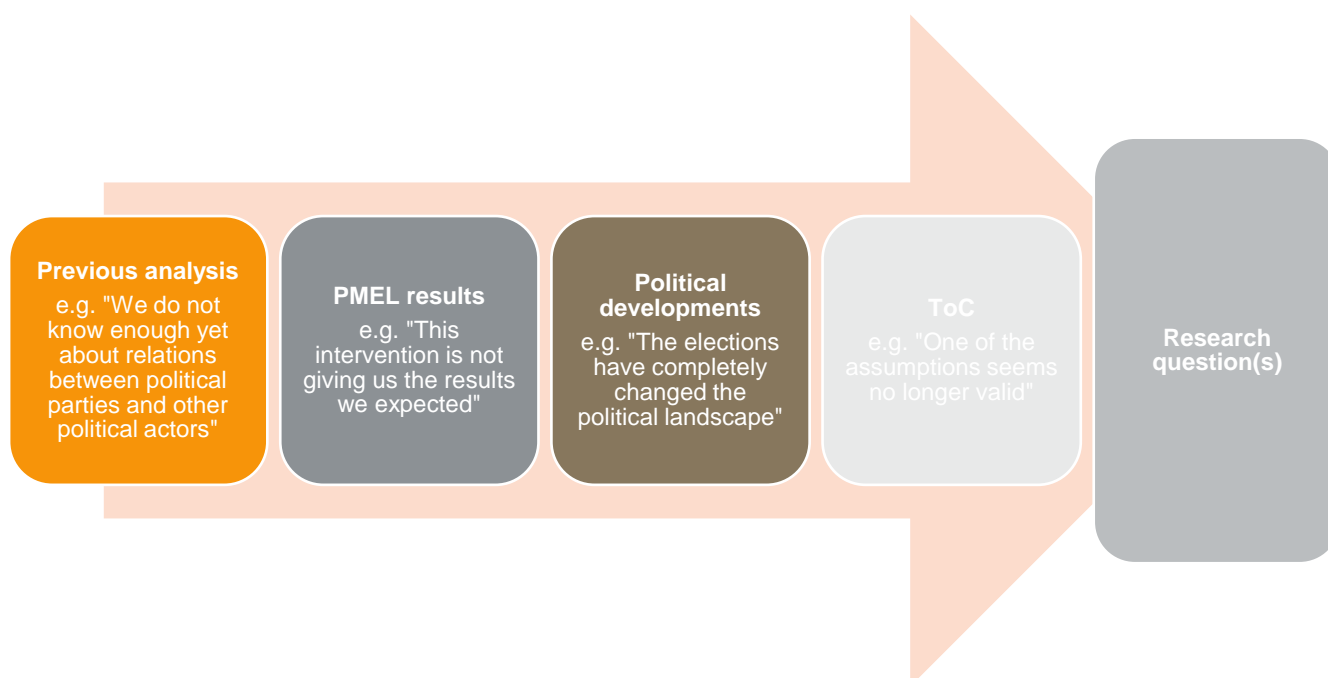 Previous analysis
e.g. "We do not
know enough yet
about relations
between political
parties and other
political actors"
PMEL results
e.g. "This
intervention is not
giving us the results
we expected"
Political
developments
e.g. "The elections
have completely
changed the
political landscape"
ToC
e.g. "One of the
assumptions seems
no longer valid"
Research
question(s)